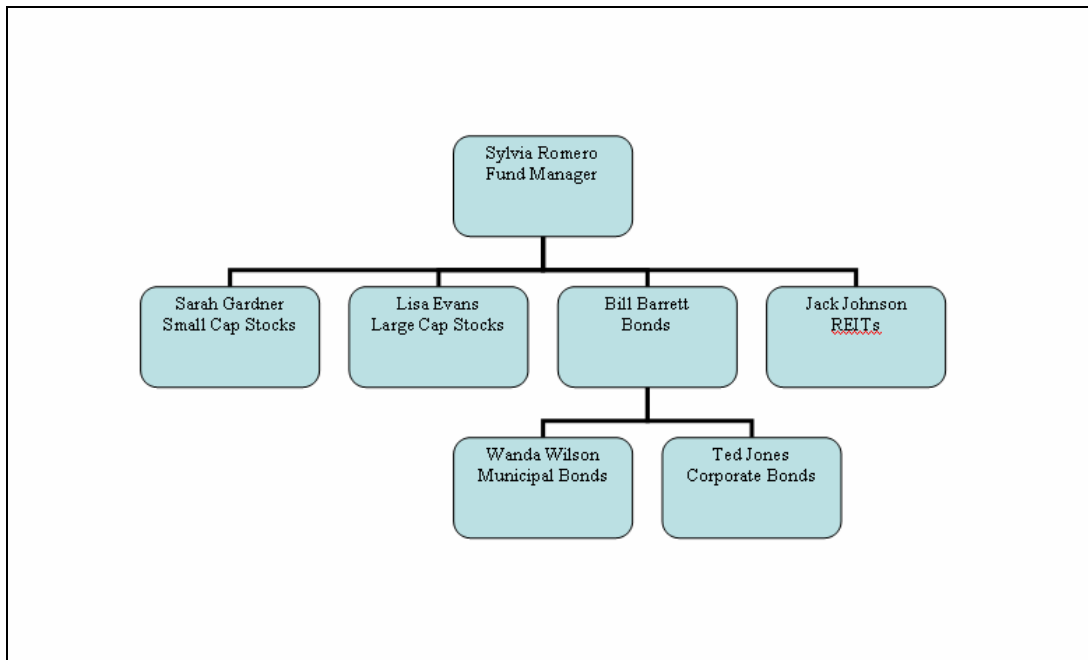 Sylvia Romero
Fund Manager
Sarah Gardner
Small Cap Stocks
Lisa Evans
Large Cap Stocks
Bill Barrett
Bonds
Jack Johnson
REITs
Wanda Wilson
Municipal Bonds
Ted Jones
Corporate Bonds